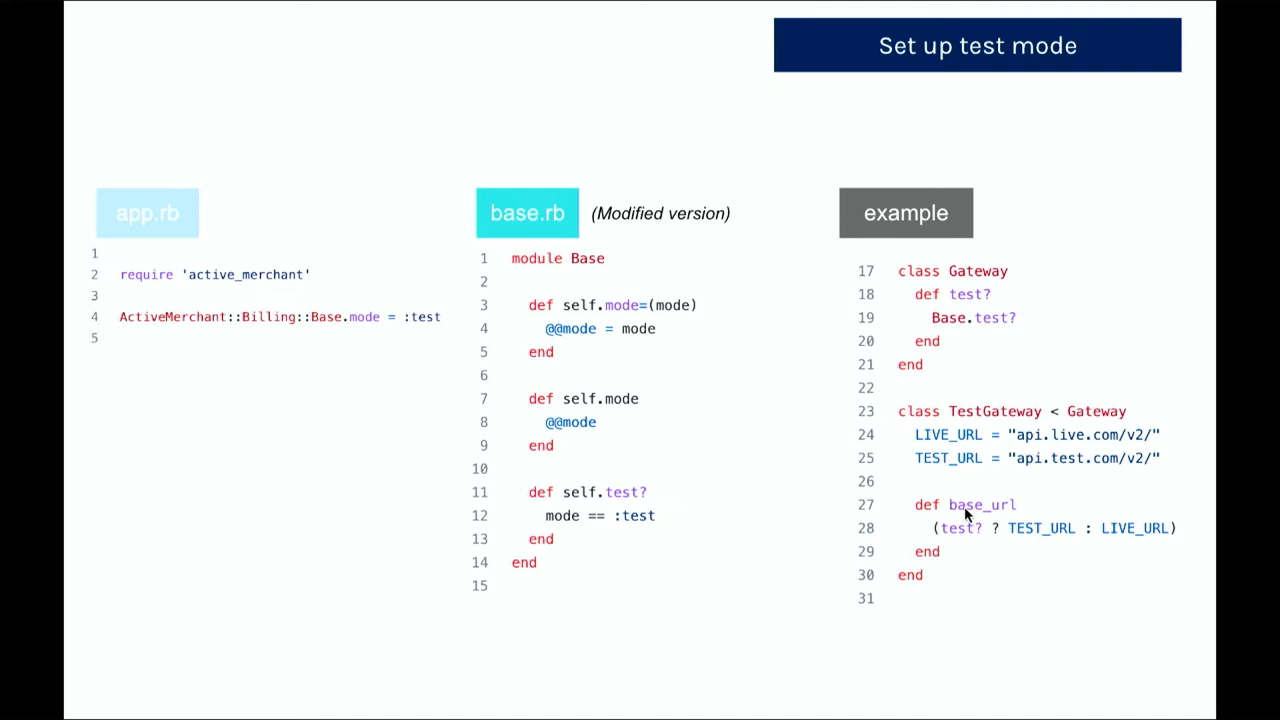 Set up test mode
app.rb
1
2 require 'active_merchant'
3
4 ActiveMerchant::Billing::Base.mode = :test
5
base.rb (Modified version)
1 module Base
2
3 def self.mode=(mode)
4 @@mode = mode
5 end
6
7 def self.mode
8 @@mode
9 end
10
11 def self.test?
12 mode == :test
13 end
14 end
15
example
17 class Gateway
18 def test?
19 Base.test?
20 end
21 end
22
23 class TestGateway < Gateway
24 LIVE_URL = "api.live.com/v2/"
25 TEST_URL = "api.test.com/v2/"
26
27 def base_url
28 (test? ? TEST_URL : LIVE_URL)
29 end
30 end
31